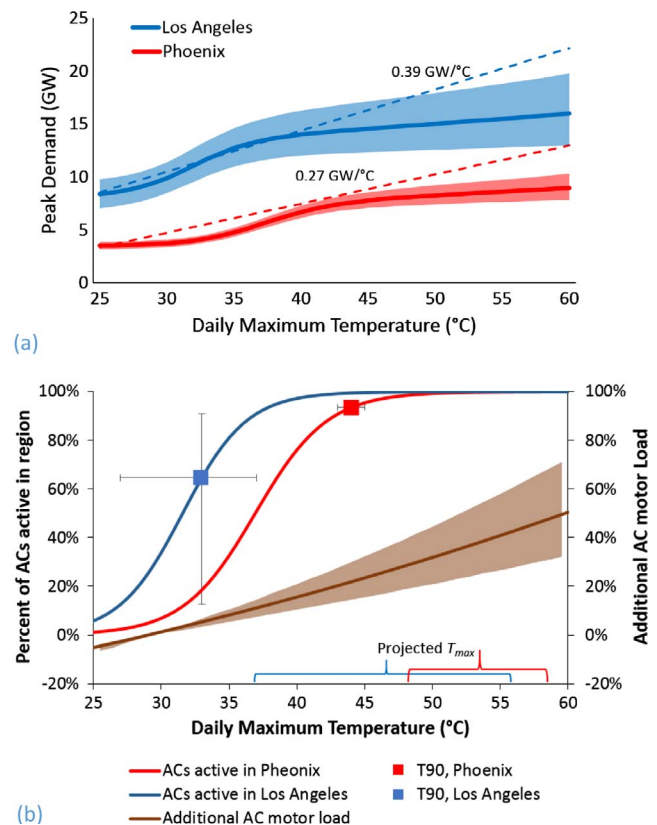 25
Los Angeles
Phoenix
20
0.39 GW/°C
15
10
0.27 GW/°C
5
0
Peak Demand (GW)
25 30 35 40 45 50 55 60
Daily Maximum Temperature (°C)
(a)
100% 100%
80% 80%
60% 60%
40% 40%
20% 20%
0% 0%
-20% -20%
Percent of ACs active in region
Additional AC motor Load
Projected Tmax
25 30 35 40 45 50 55 60
Daily Maximum Temperature (°C)
ACs active in Pheonix T90, Phoenix
ACs active in Los Angeles T90, Los Angeles
Additional AC motor load
(b)